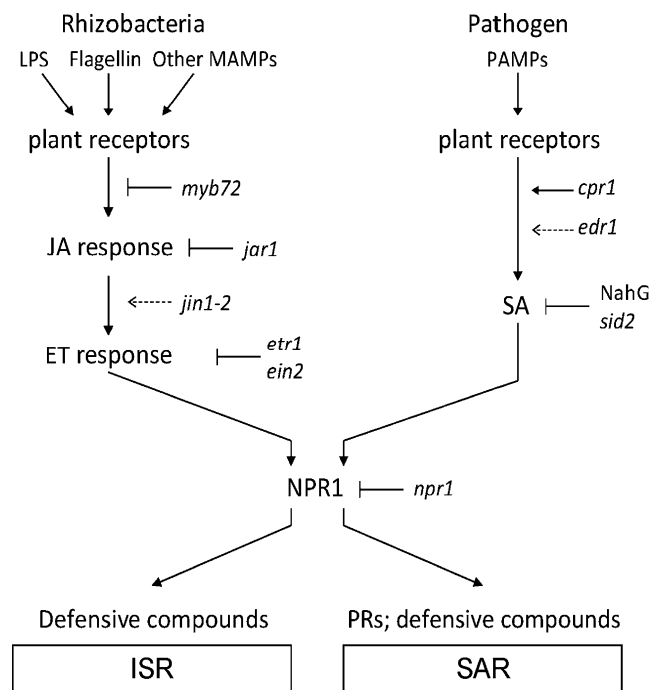 Rhizobacteria
LPS Flagellin Other MAMPs
plant receptors
myb72
JA response
jar1
jin1-2
ET response
etr1
ein2
Pathogen
PAMPs
plant receptors
cpr1
edr1
SA
NahG
sid2
NPR1
npr1
Defensive compounds
ISR
PRs; defensive compounds
SAR